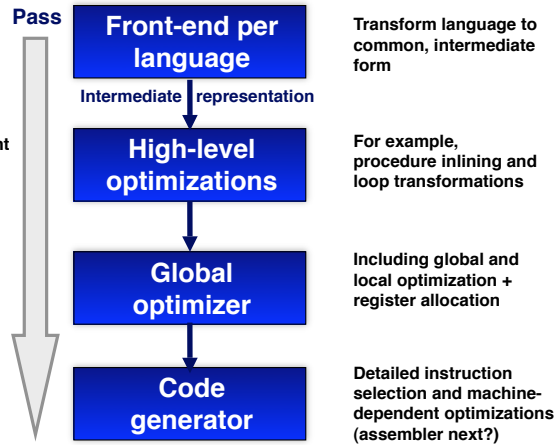 Pass
Front-end per
language
Transform language to
common, intermediate
form
Intermediate representation
nt
High-level
optimizations
For example,
procedure inlining and
loop transformations
Global
optimizer
Including global and
local optimization +
register allocation
Code
generator
Detailed instruction
selection and machine-
dependent optimizations
(assembler next?)